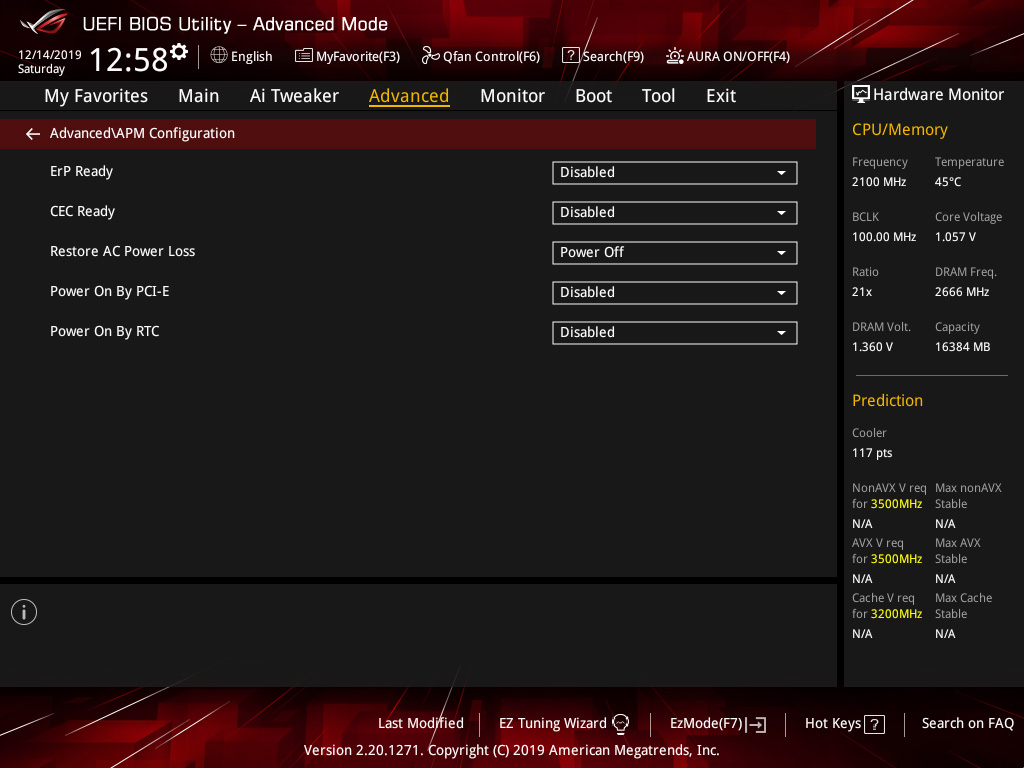 UEFI BIOS Utility – Advanced Mode
12/14/2019
Saturday
12:58
English
MyFavorite(F3)
Qfan Control(F6)
? Search(F9)
AURA ON/OFF(F4)
My Favorites Main Ai Tweaker Advanced Monitor Boot Tool Exit
Advanced\APM Configuration
ErP Ready Disabled
CEC Ready Disabled
Restore AC Power Loss Power Off
Power On By PCI-E Disabled
Power On By RTC Disabled
i
Hardware Monitor
CPU/Memory
Frequency Temperature
2100 MHz 45°C
BCLK Core Voltage
100.00 MHz 1.057 V
Ratio DRAM Freq.
21x 2666 MHz
DRAM Volt. Capacity
1.360 V 16384 MB
Prediction
Cooler
117 pts
NonAVX V req Max nonAVX
for 3500MHz Stable
N/A N/A
AVX V req Max AVX
for 3500MHz Stable
N/A N/A
Cache V req Max Cache
for 3200MHz Stable
N/A N/A
Last Modified EZ Tuning Wizard EzMode(F7) Hot Keys ? Search on FAQ
Version 2.20.1271. Copyright (C) 2019 American Megatrends, Inc.